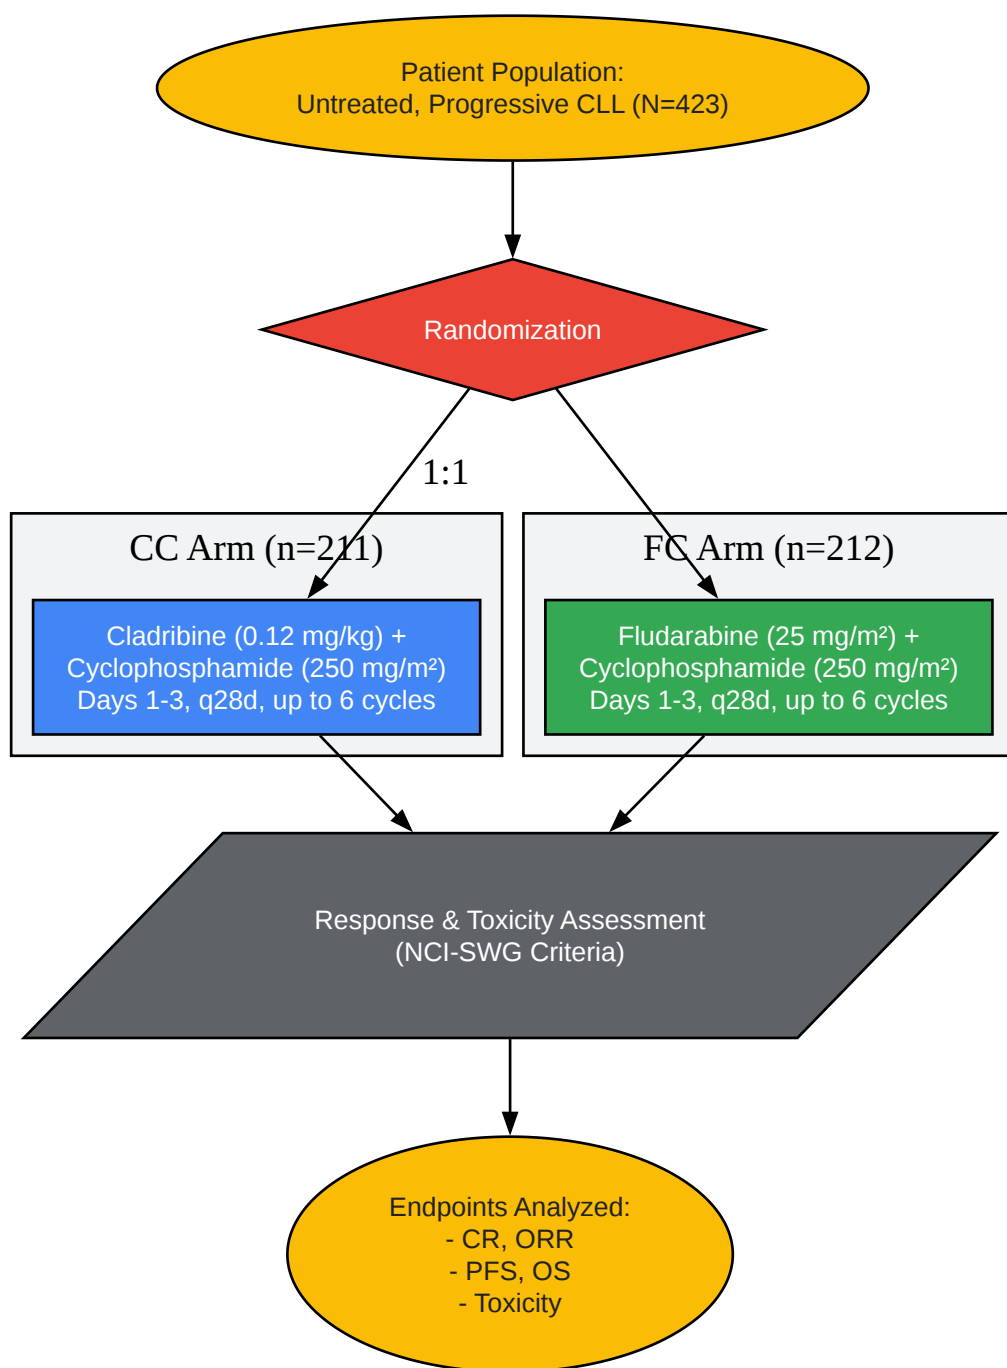 Patient Population:
Untreated, Progressive CLL (N=423)
Randomization
1:1
CC Arm (n=211)
FC Arm (n=212)
Cladribine (0.12 mg/kg) +
Cyclophosphamide (250 mg/m²)
Days 1-3, q28d, up to 6 cycles
Fludarabine (25 mg/m²) +
Cyclophosphamide (250 mg/m²)
Days 1-3, q28d, up to 6 cycles
Response & Toxicity Assessment
(NCI-SWG Criteria)
Endpoints Analyzed:
- CR, ORR
- PFS, OS
- Toxicity